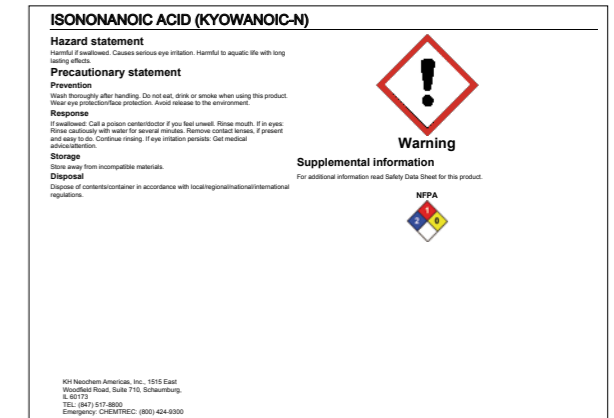 ISONONANOIC ACID (KYOWANOIC-N)
Hazard statement
Harmful if swallowed. Causes serious eye irritation. Harmful to aquatic life with long
lasting effects.
Precautionary statement
Prevention
Wash thoroughly after handling. Do not eat, drink or smoke when using this product.
Wear eye protection/face protection. Avoid release to the environment.
Response
If swallowed: Call a poison center/doctor if you feel unwell. Rinse mouth. If in eyes:
Rinse cautiously with water for several minutes. Remove contact lenses, if present
and easy to do. Continue rinsing. If eye irritation persists: Get medical
advice/attention.
Storage
Store away from incompatible materials.
Disposal
Dispose of contents/container in accordance with local/regional/national/international
regulations.
Warning
Supplemental information
For additional information read Safety Data Sheet for this product.
NFPA
1
2 0
KH Neochem Americas, Inc., 1515 East
Woodfield Road, Suite 710, Schaumburg,
IL 60173
TEL: (847) 517-8800
Emergency: CHEMTREC: (800) 424-9300